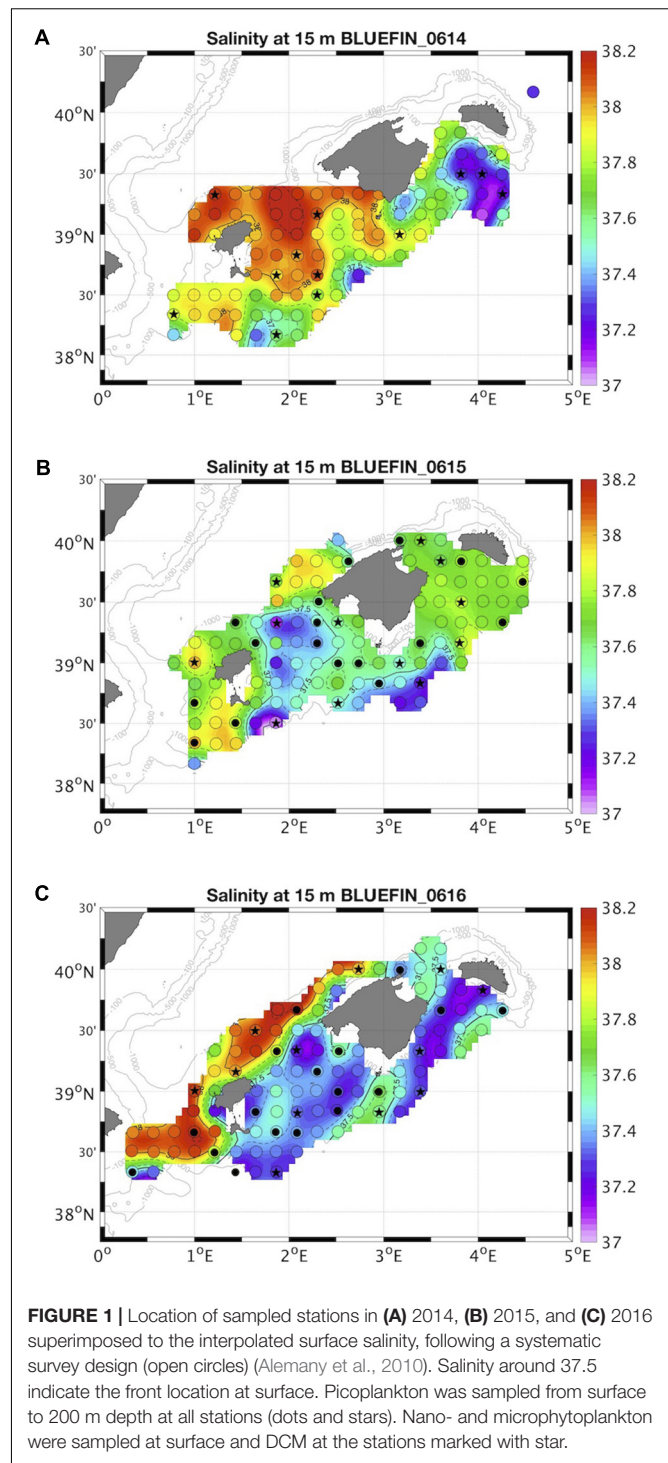 A
Salinity at 15 m BLUEFIN_0614
30'
40°N
30'
39°N
30'
38°N
0°
1°E
2°E
3°E
4°E
5°E
38.2
38
37.8
37.6
37.4
37.2
37
B
Salinity at 15 m BLUEFIN_0615
30'
40°N
30'
39°N
30'
38°N
0°
1°E
2°E
3°E
4°E
5°E
38.2
38
37.8
37.6
37.4
37.2
37
C
Salinity at 15 m BLUEFIN_0616
30'
40°N
30'
39°N
30'
38°N
0°
1°E
2°E
3°E
4°E
5°E
38.2
38
37.8
37.6
37.4
37.2
37
FIGURE 1 | Location of sampled stations in (A) 2014, (B) 2015, and (C) 2016
superimposed to the interpolated surface salinity, following a systematic
survey design (open circles) (Alemany et al., 2010). Salinity around 37.5
indicate the front location at surface. Picoplankton was sampled from surface
to 200 m depth at all stations (dots and stars). Nano- and microphytoplankton
were sampled at surface and DCM at the stations marked with star.